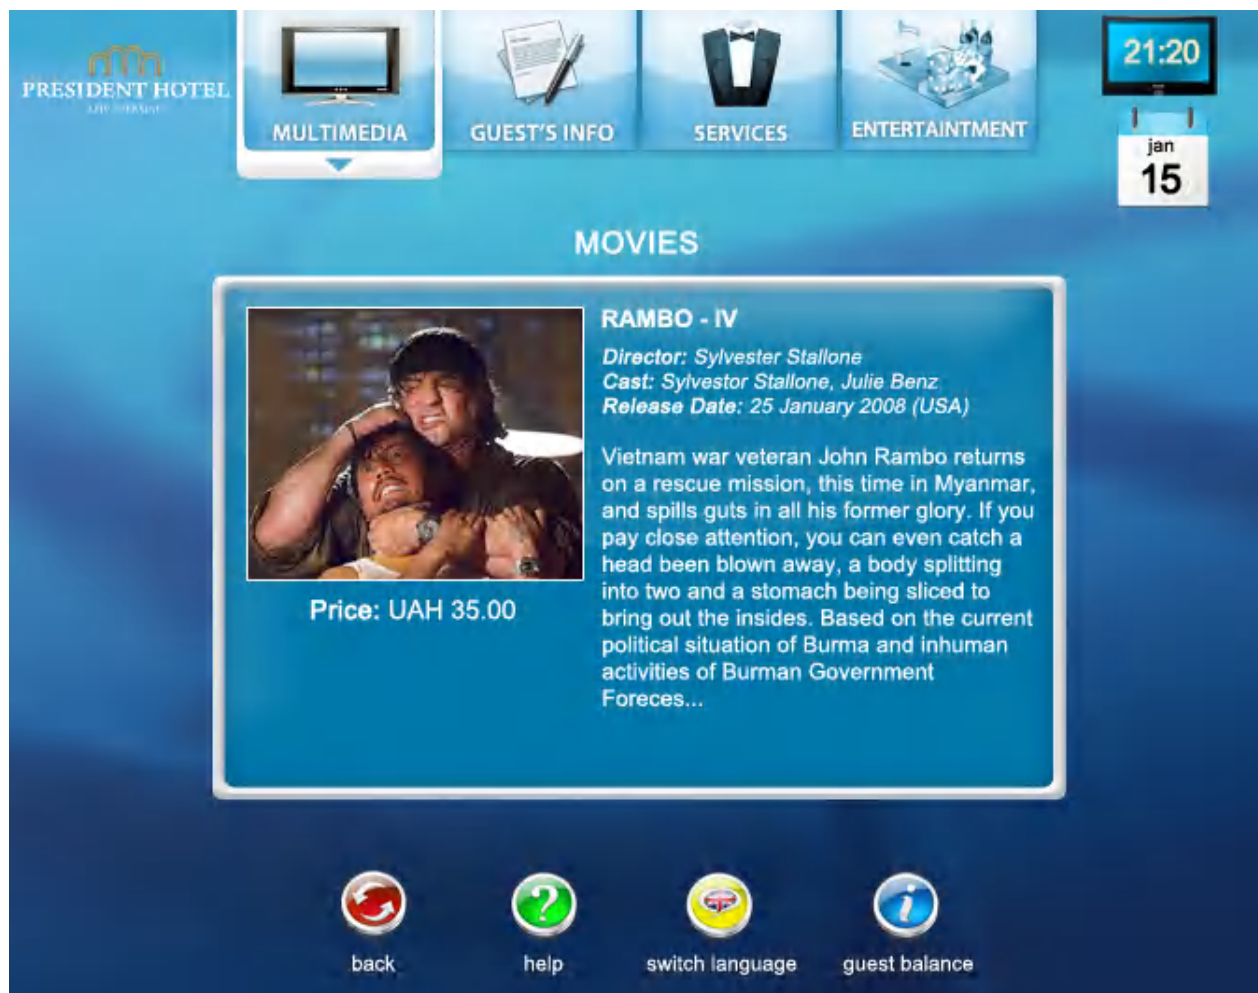 PRESIDENT HOTEL
MULTIMEDIA
GUEST'S INFO
SERVICES
ENTERTAINTMENT
21:20
jan
15
MOVIES
RAMBO - IV
Director: Sylvester Stallone
Cast: Sylvestor Stallone, Julie Benz
Release Date: 25 January 2008 (USA)
Vietnam war veteran John Rambo returns
on a rescue mission, this time in Myanmar,
and spills guts in all his former glory. If you
pay close attention, you can even catch a
head been blown away, a body splitting
into two and a stomach being sliced to
bring out the insides. Based on the current
political situation of Burma and inhuman
activities of Burman Government
Foreces...
Price: UAH 35.00
back
help
switch language
guest balance